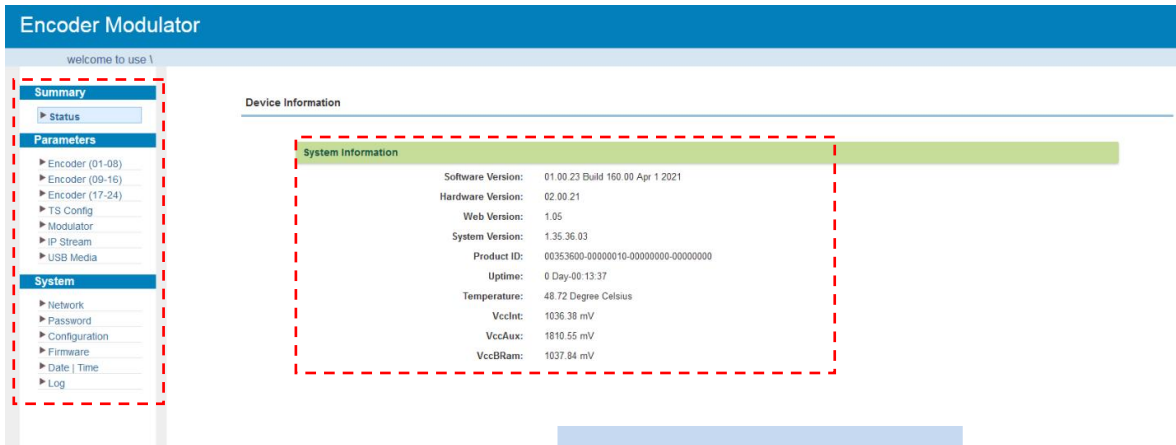 Encoder Modulator
welcome to use \
Summary
Status
Parameters
Encoder (01-08)
Encoder (09-16)
Encoder (17-24)
TS Config
Modulator
IP Stream
USB Media
System
Network
Password
Configuration
Firmware
Date | Time
Log
Device Information
System Information
Software Version: 01.00.23 Build 160.00 Apr 1 2021
Hardware Version: 02.00.21
Web Version: 1.05
System Version: 1.35.36.03
Product ID: 00353600-00000010-00000000-00000000
Uptime: 0 Day-00:13:37
Temperature: 48.72 Degree Celsius
VccInt: 1036.38 mV
VccAux: 1810.55 mV
VccBRam: 1037.84 mV